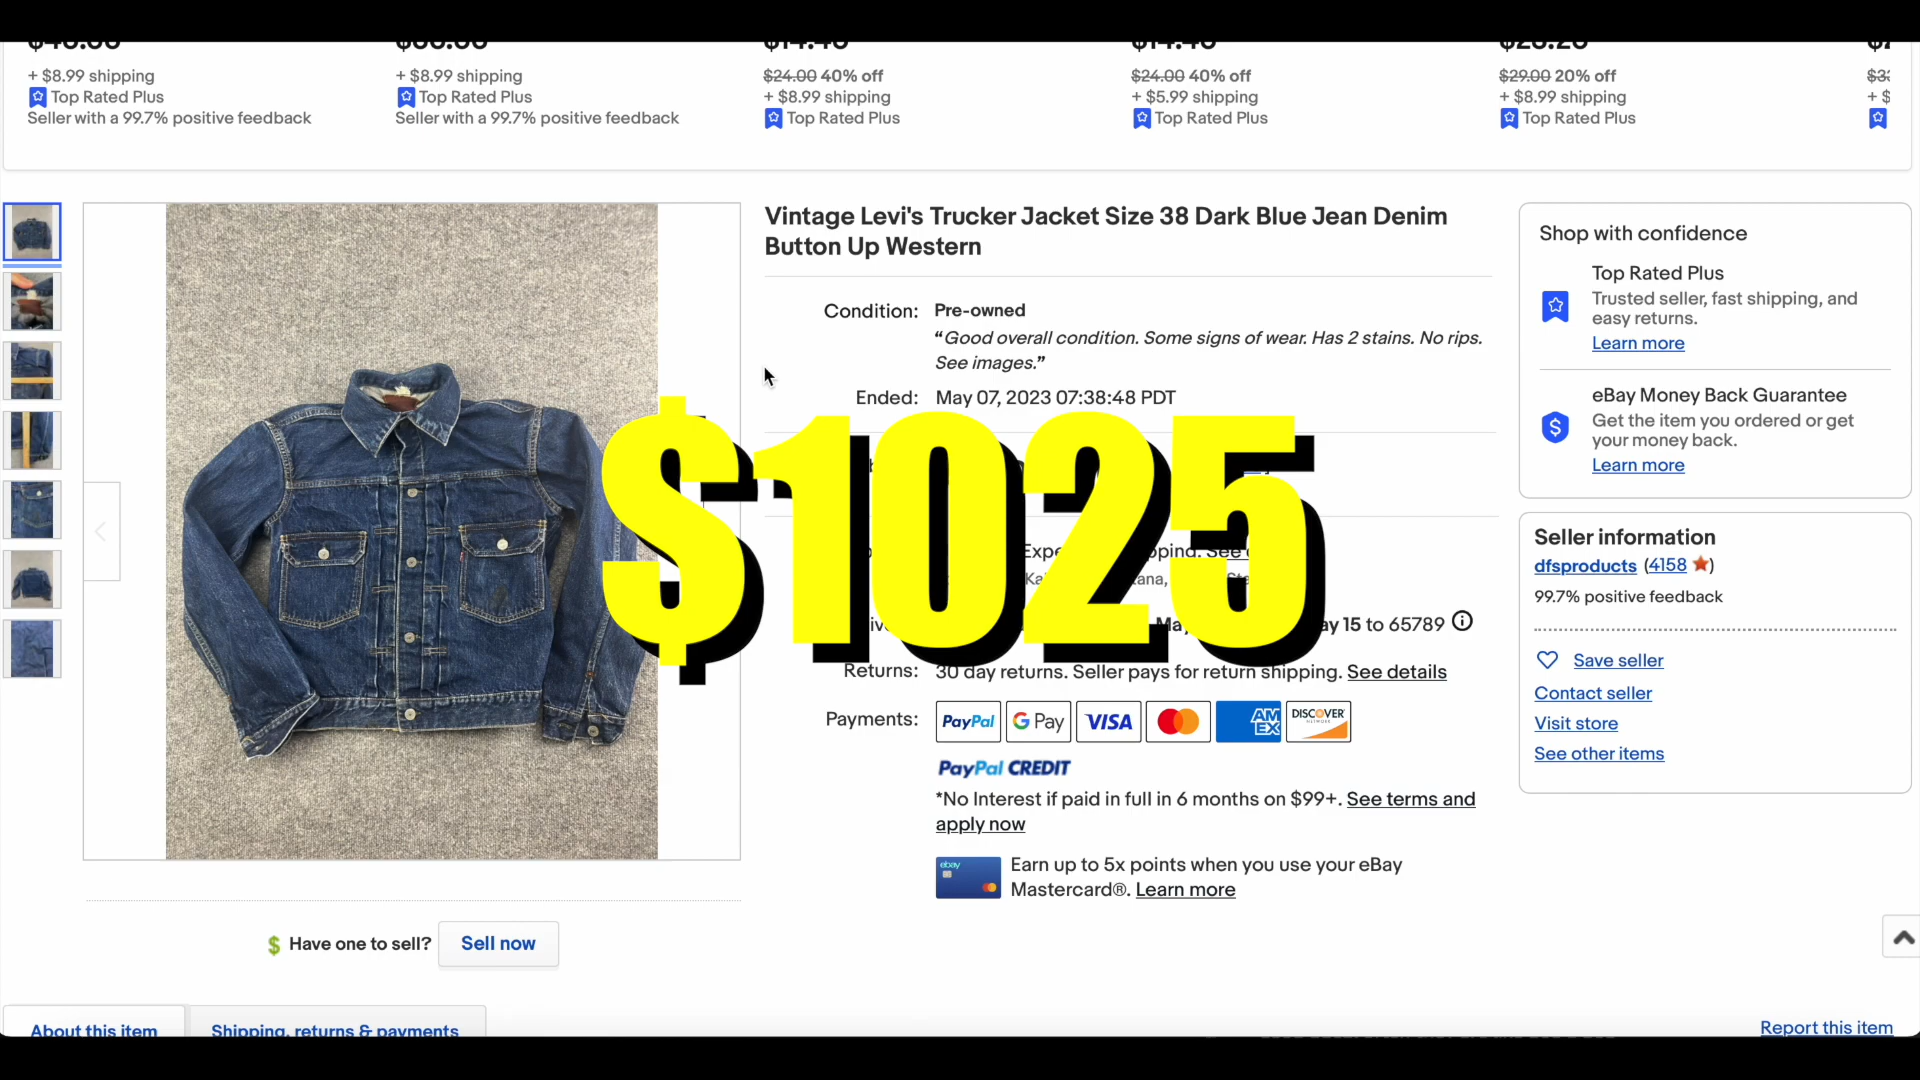 + $8.99 shipping
Top Rated Plus
Seller with a 99.7% positive feedback
+ $8.99 shipping
Top Rated Plus
Seller with a 99.7% positive feedback
$24.00 40% off
+ $8.99 shipping
Top Rated Plus
$24.00 40% off
+ $5.99 shipping
Top Rated Plus
$29.00 20% off
+ $8.99 shipping
Top Rated Plus
+ $
Vintage Levi's Trucker Jacket Size 38 Dark Blue Jean Denim
Button Up Western
Condition: Pre-owned
“Good overall condition. Some signs of wear. Has 2 stains. No rips.
See images.”
Ended: May 07, 2023 07:38:48 PDT
$1025
15 to 65789
Returns: 30 day returns. Seller pays for return shipping. See details
Payments: PayPal G Pay VISA AM EX DISCOVER
PayPal CREDIT
*No Interest if paid in full in 6 months on $99+. See terms and
apply now
ebay
Earn up to 5x points when you use your eBay
Mastercard®. Learn more
Shop with confidence
Top Rated Plus
Trusted seller, fast shipping, and
easy returns.
Learn more
eBay Money Back Guarantee
Get the item you ordered or get
your money back.
Learn more
Seller information
dfsproducts (4158)
99.7% positive feedback
Save seller
Contact seller
Visit store
See other items
Have one to sell? Sell now
About this item
Shipping, returns & payments
Report this item